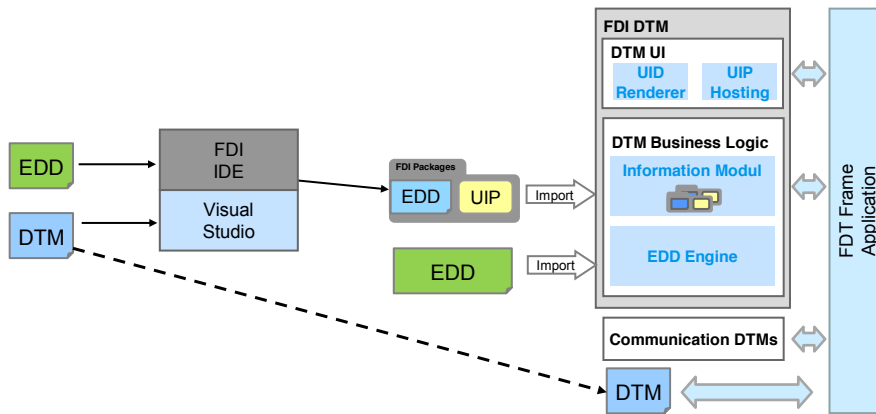 EDD
DTM
FDI
IDE
Visual
Studio
FDI Packages
EDD
UIP
EDD
Import
Import
FDI DTM
DTM UI
UID
Renderer
UIP
Hosting
DTM Business Logic
Information Modul
EDD Engine
Communication DTMs
DTM
FDT Frame
Application